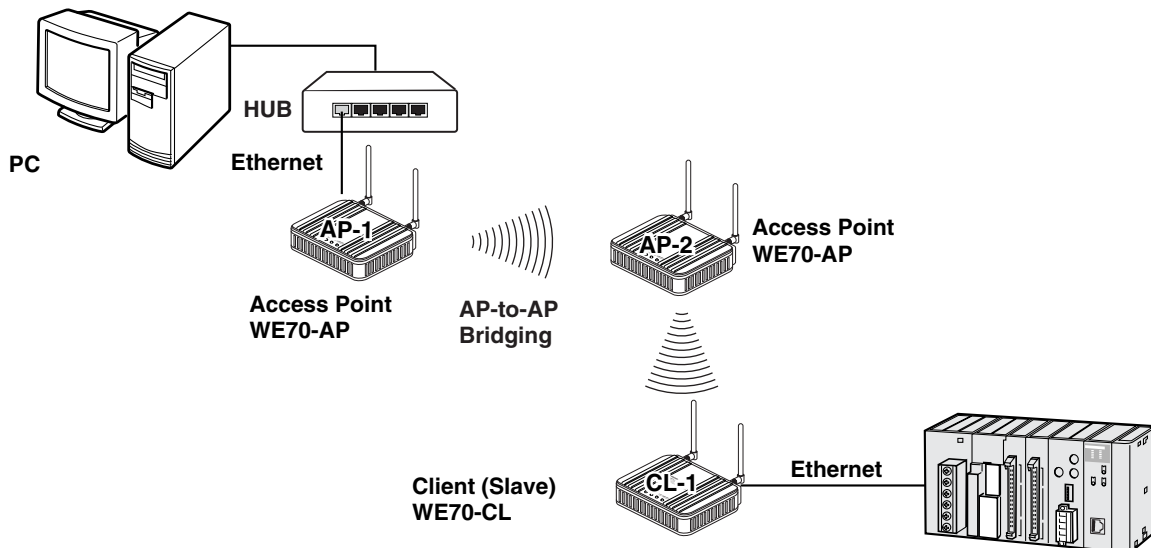 HUB
PC
Ethernet
AP-1
AP-2
Access Point
WE70-AP
Access Point
WE70-AP
AP-to-AP
Bridging
Client (Slave)
WE70-CL
CL-1
Ethernet